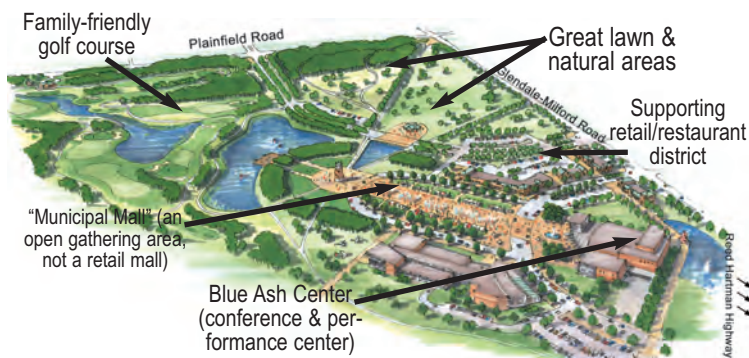 Family-friendly
golf course
Plainfield Road
Great lawn &
natural areas
Glendale-Milford Road
Supporting
retail/restaurant
district
"Municipal Mall" (an
open gathering area,
not a retail mall)
Blue Ash Center
(conference & per-
formance center)
Reed Hartman Highway